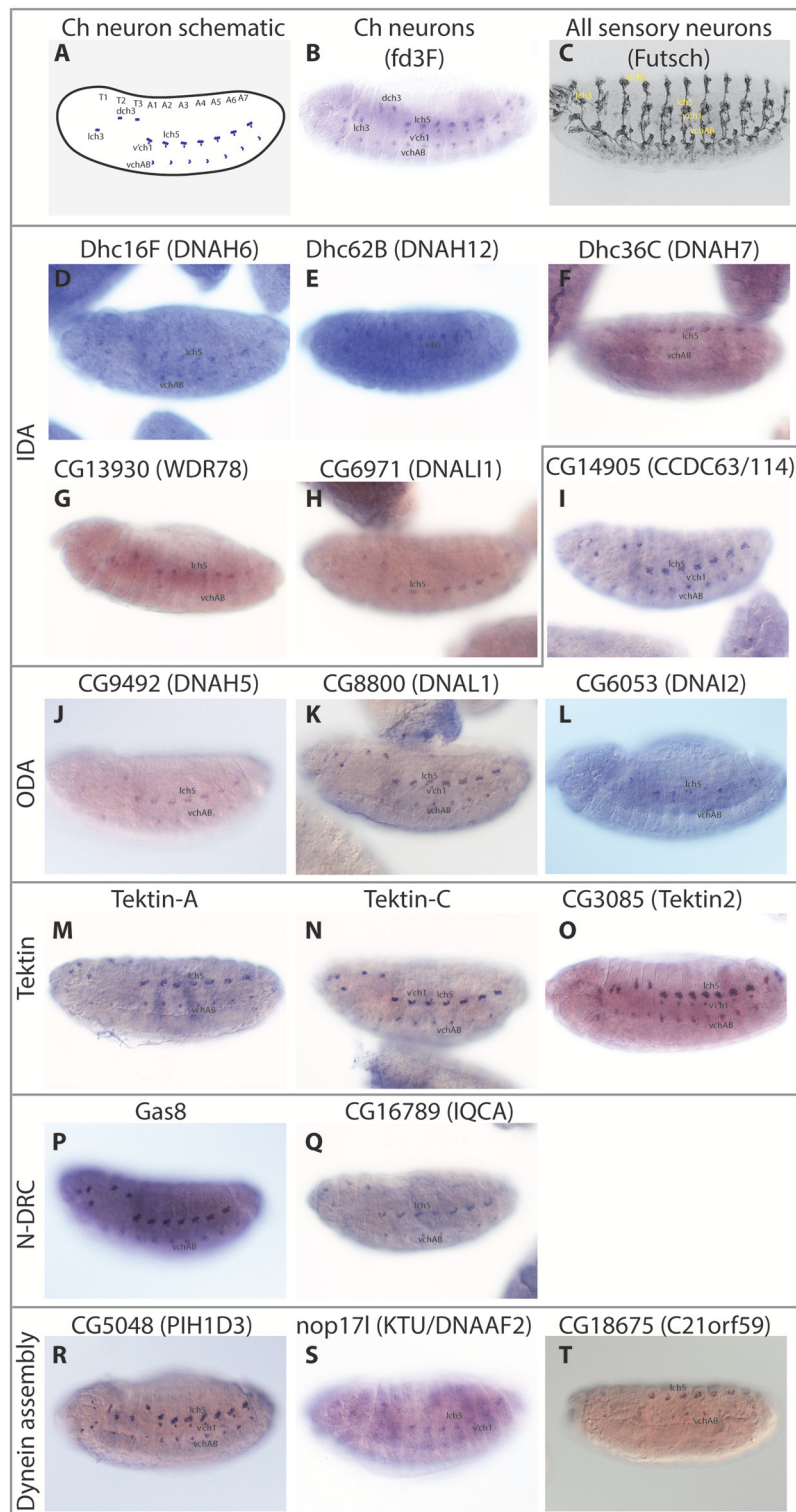 Ch neuron schematic
Ch neurons
(fd3F)
All sensory neurons
(Futsch)
A
T1 T2 T3 A1 A2 A3 A4 A5 A6 A7
dch3
lch3
v'ch1
lch5
vchAB
B
dch3
lch3
lch5
v'ch1
vchAB
C
lch3
lch5
v'ch1
vchAB
IDA
Dhc16F (DNAH6)
Dhc62B (DNAH12)
Dhc36C (DNAH7)
D
lch5
vchAB
E
lch5
F
lch5
vchAB
CG13930 (WDR78)
CG6971 (DNALI1)
CG14905 (CCDC63/114)
G
lch5
vchAB
H
lch5
I
lch5
v'ch1
vchAB
ODA
CG9492 (DNAH5)
CG8800 (DNAL1)
CG6053 (DNAI2)
J
lch5
vchAB
K
lch5
v'ch1
vchAB
L
lch5
vchAB
Tektin
Tektin-A
Tektin-C
CG3085 (Tektin2)
M
lch5
vchAB
N
v'ch1
lch5
vchAB
O
lch5
v'ch1
vchAB
N-DRC
Gas8
CG16789 (IQCA)
P
vchAB
Q
lch5
vchAB
Dynein assembly
CG5048 (PIH1D3)
nop17l (KTU/DNAAF2)
CG18675 (C21orf59)
R
lch5
v'ch1
vchAB
S
lch5
v'ch1
T
lch5
vchAB